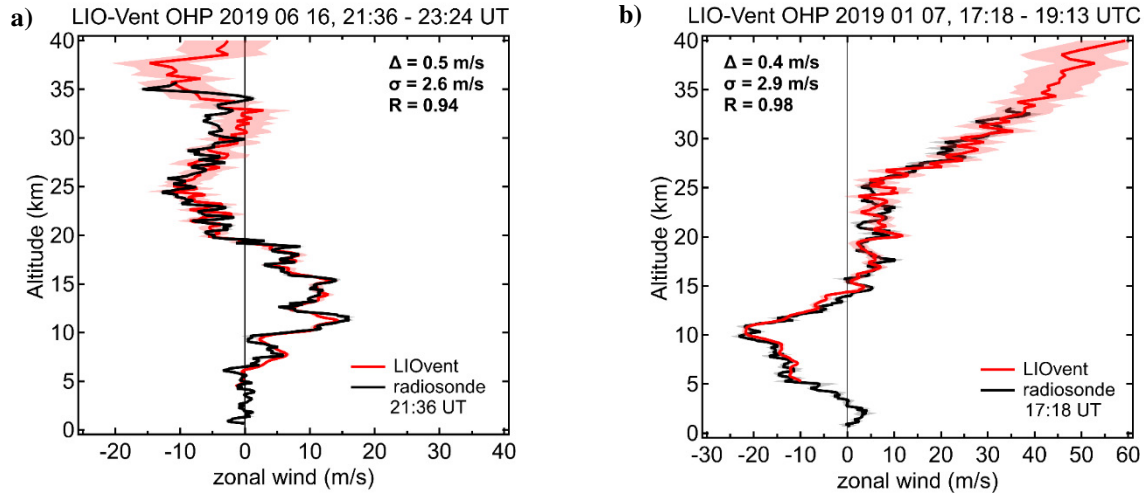 a)
LIO-Vent OHP 2019 06 16, 21:36 - 23:24 UT
40
35
30
25
20
15
10
5
0
Altitude (km)
Δ = 0.5 m/s
σ = 2.6 m/s
R = 0.94
LIOvent
radiosonde
21:36 UT
-20 -10 0 10 20 30 40
zonal wind (m/s)
b)
LIO-Vent OHP 2019 01 07, 17:18 - 19:13 UTC
40
35
30
25
20
15
10
5
0
Altitude (km)
Δ = 0.4 m/s
σ = 2.9 m/s
R = 0.98
LIOvent
radiosonde
17:18 UT
-30 -20 -10 0 10 20 30 40 50 60
zonal wind (m/s)